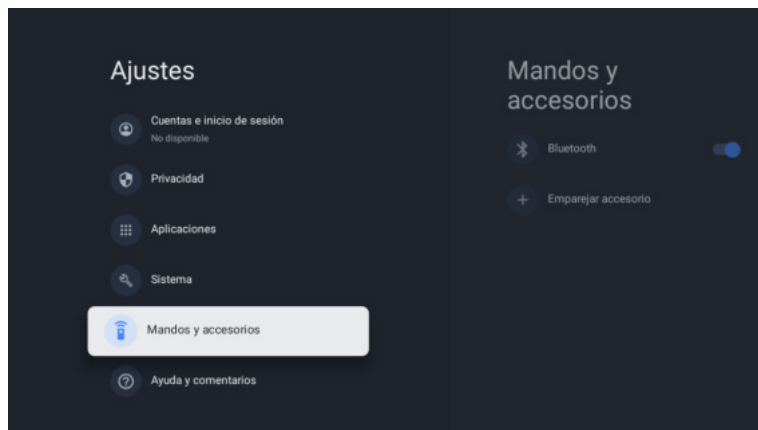 Ajustes
Cuentas e inicio de sesión
No disponible
Privacidad
Aplicaciones
Sistema
Mandos y accesorios
Ayuda y comentarios
Mandos y
accesorios
Bluetooth
Emparejar accesorio